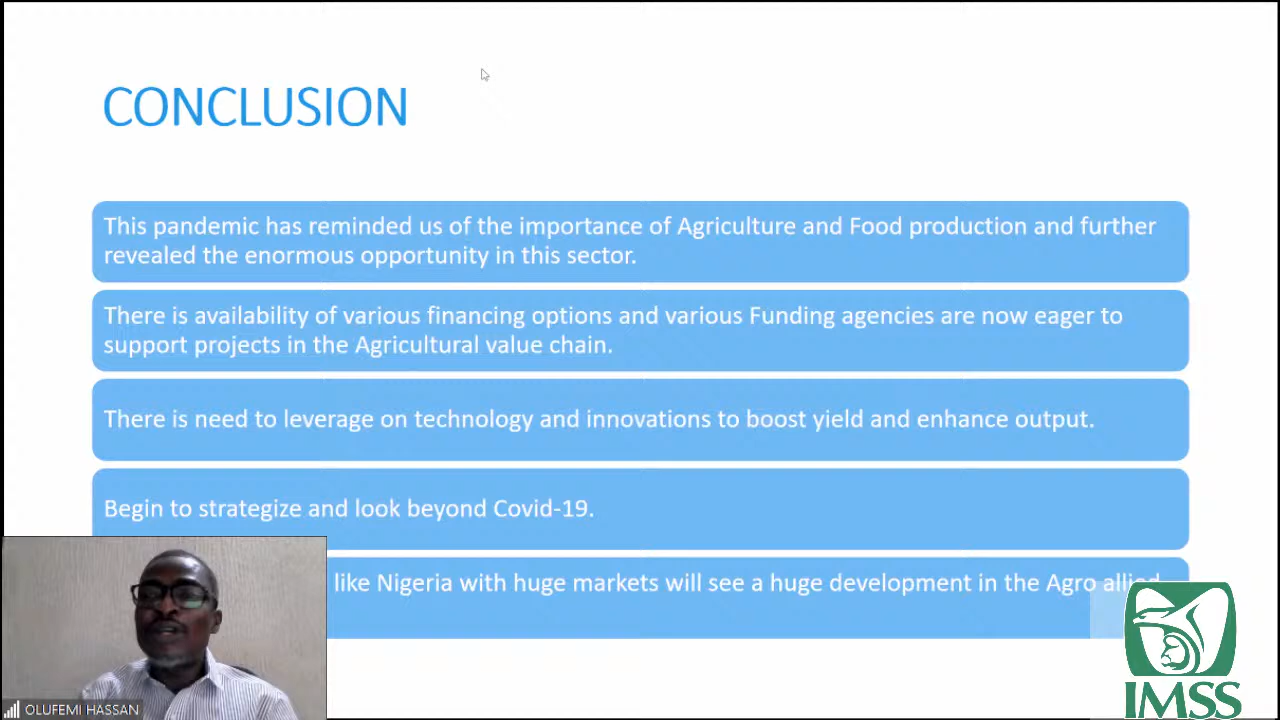 CONCLUSION
This pandemic has reminded us of the importance of Agriculture and Food production and further
revealed the enormous opportunity in this sector.
There is availability of various financing options and various Funding agencies are now eager to
support projects in the Agricultural value chain.
There is need to leverage on technology and innovations to boost yield and enhance output.
Begin to strategize and look beyond Covid-19.
like Nigeria with huge markets will see a huge development in the Agro allied
OLUFEMI HASSAN
IMSS